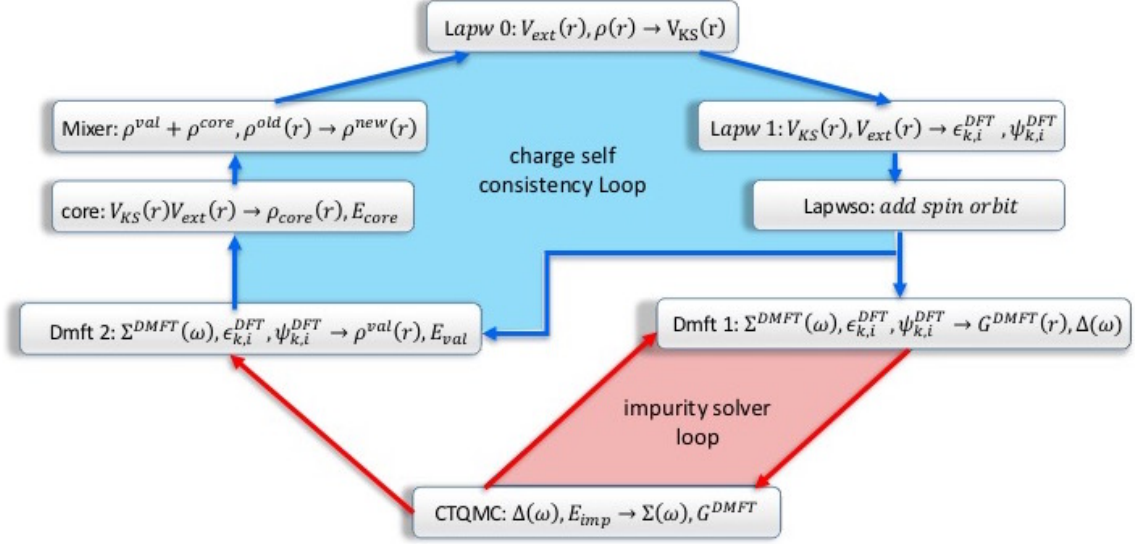 Lapw 0: V_ext(r), ρ(r) → V_KS(r)
Mixer: ρ^val + ρ^core, ρ^old(r) → ρ^new(r)
Lapw 1: V_KS(r), V_ext(r) → ϵ_k,i^DFT , ψ_k,i^DFT
charge self
consistency Loop
core: V_KS(r)V_ext(r) → ρ_core(r), E_core
Lapwso: add spin orbit
Dmft 2: Σ^DMFT(ω), ϵ_k,i^DFT, ψ_k,i^DFT → ρ^val(r), E_val
Dmft 1: Σ^DMFT(ω), ϵ_k,i^DFT, ψ_k,i^DFT → G^DMFT(r), Δ(ω)
impurity solver
loop
CTQMC: Δ(ω), E_imp → Σ(ω), G^DMFT